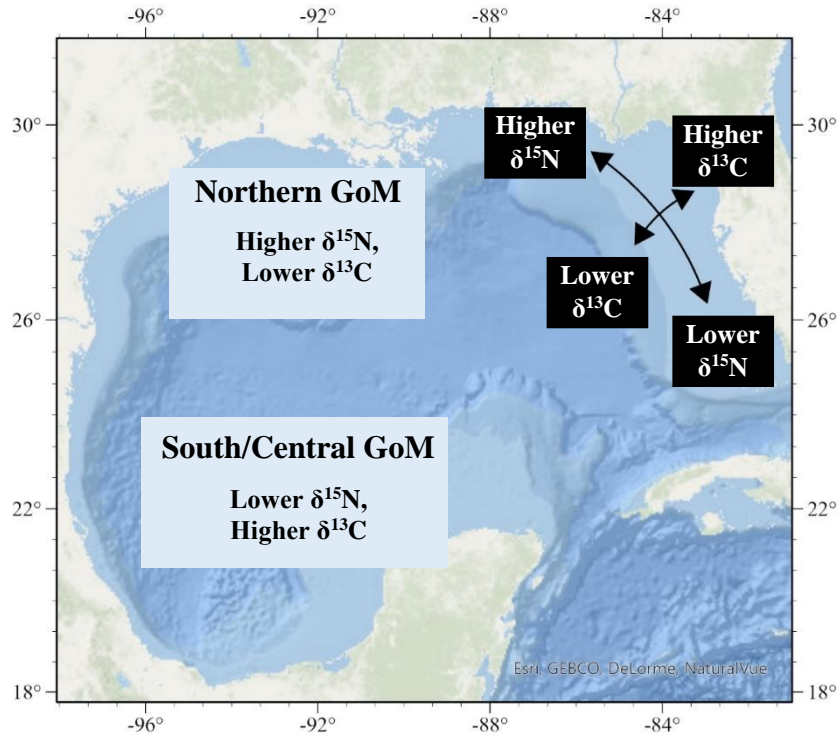 -96°
-92°
-88°
-84°
30°
26°
22°
18°
Northern GoM
Higher δ¹⁵N,
Lower δ¹³C
South/Central GoM
Lower δ¹⁵N,
Higher δ¹³C
Higher
δ¹⁵N
Higher
δ¹³C
Lower
δ¹³C
Lower
δ¹⁵N
Esri, GEBCO, DeLorme, NaturalVue
30°
26°
22°
18°
-96°
-92°
-88°
-84°